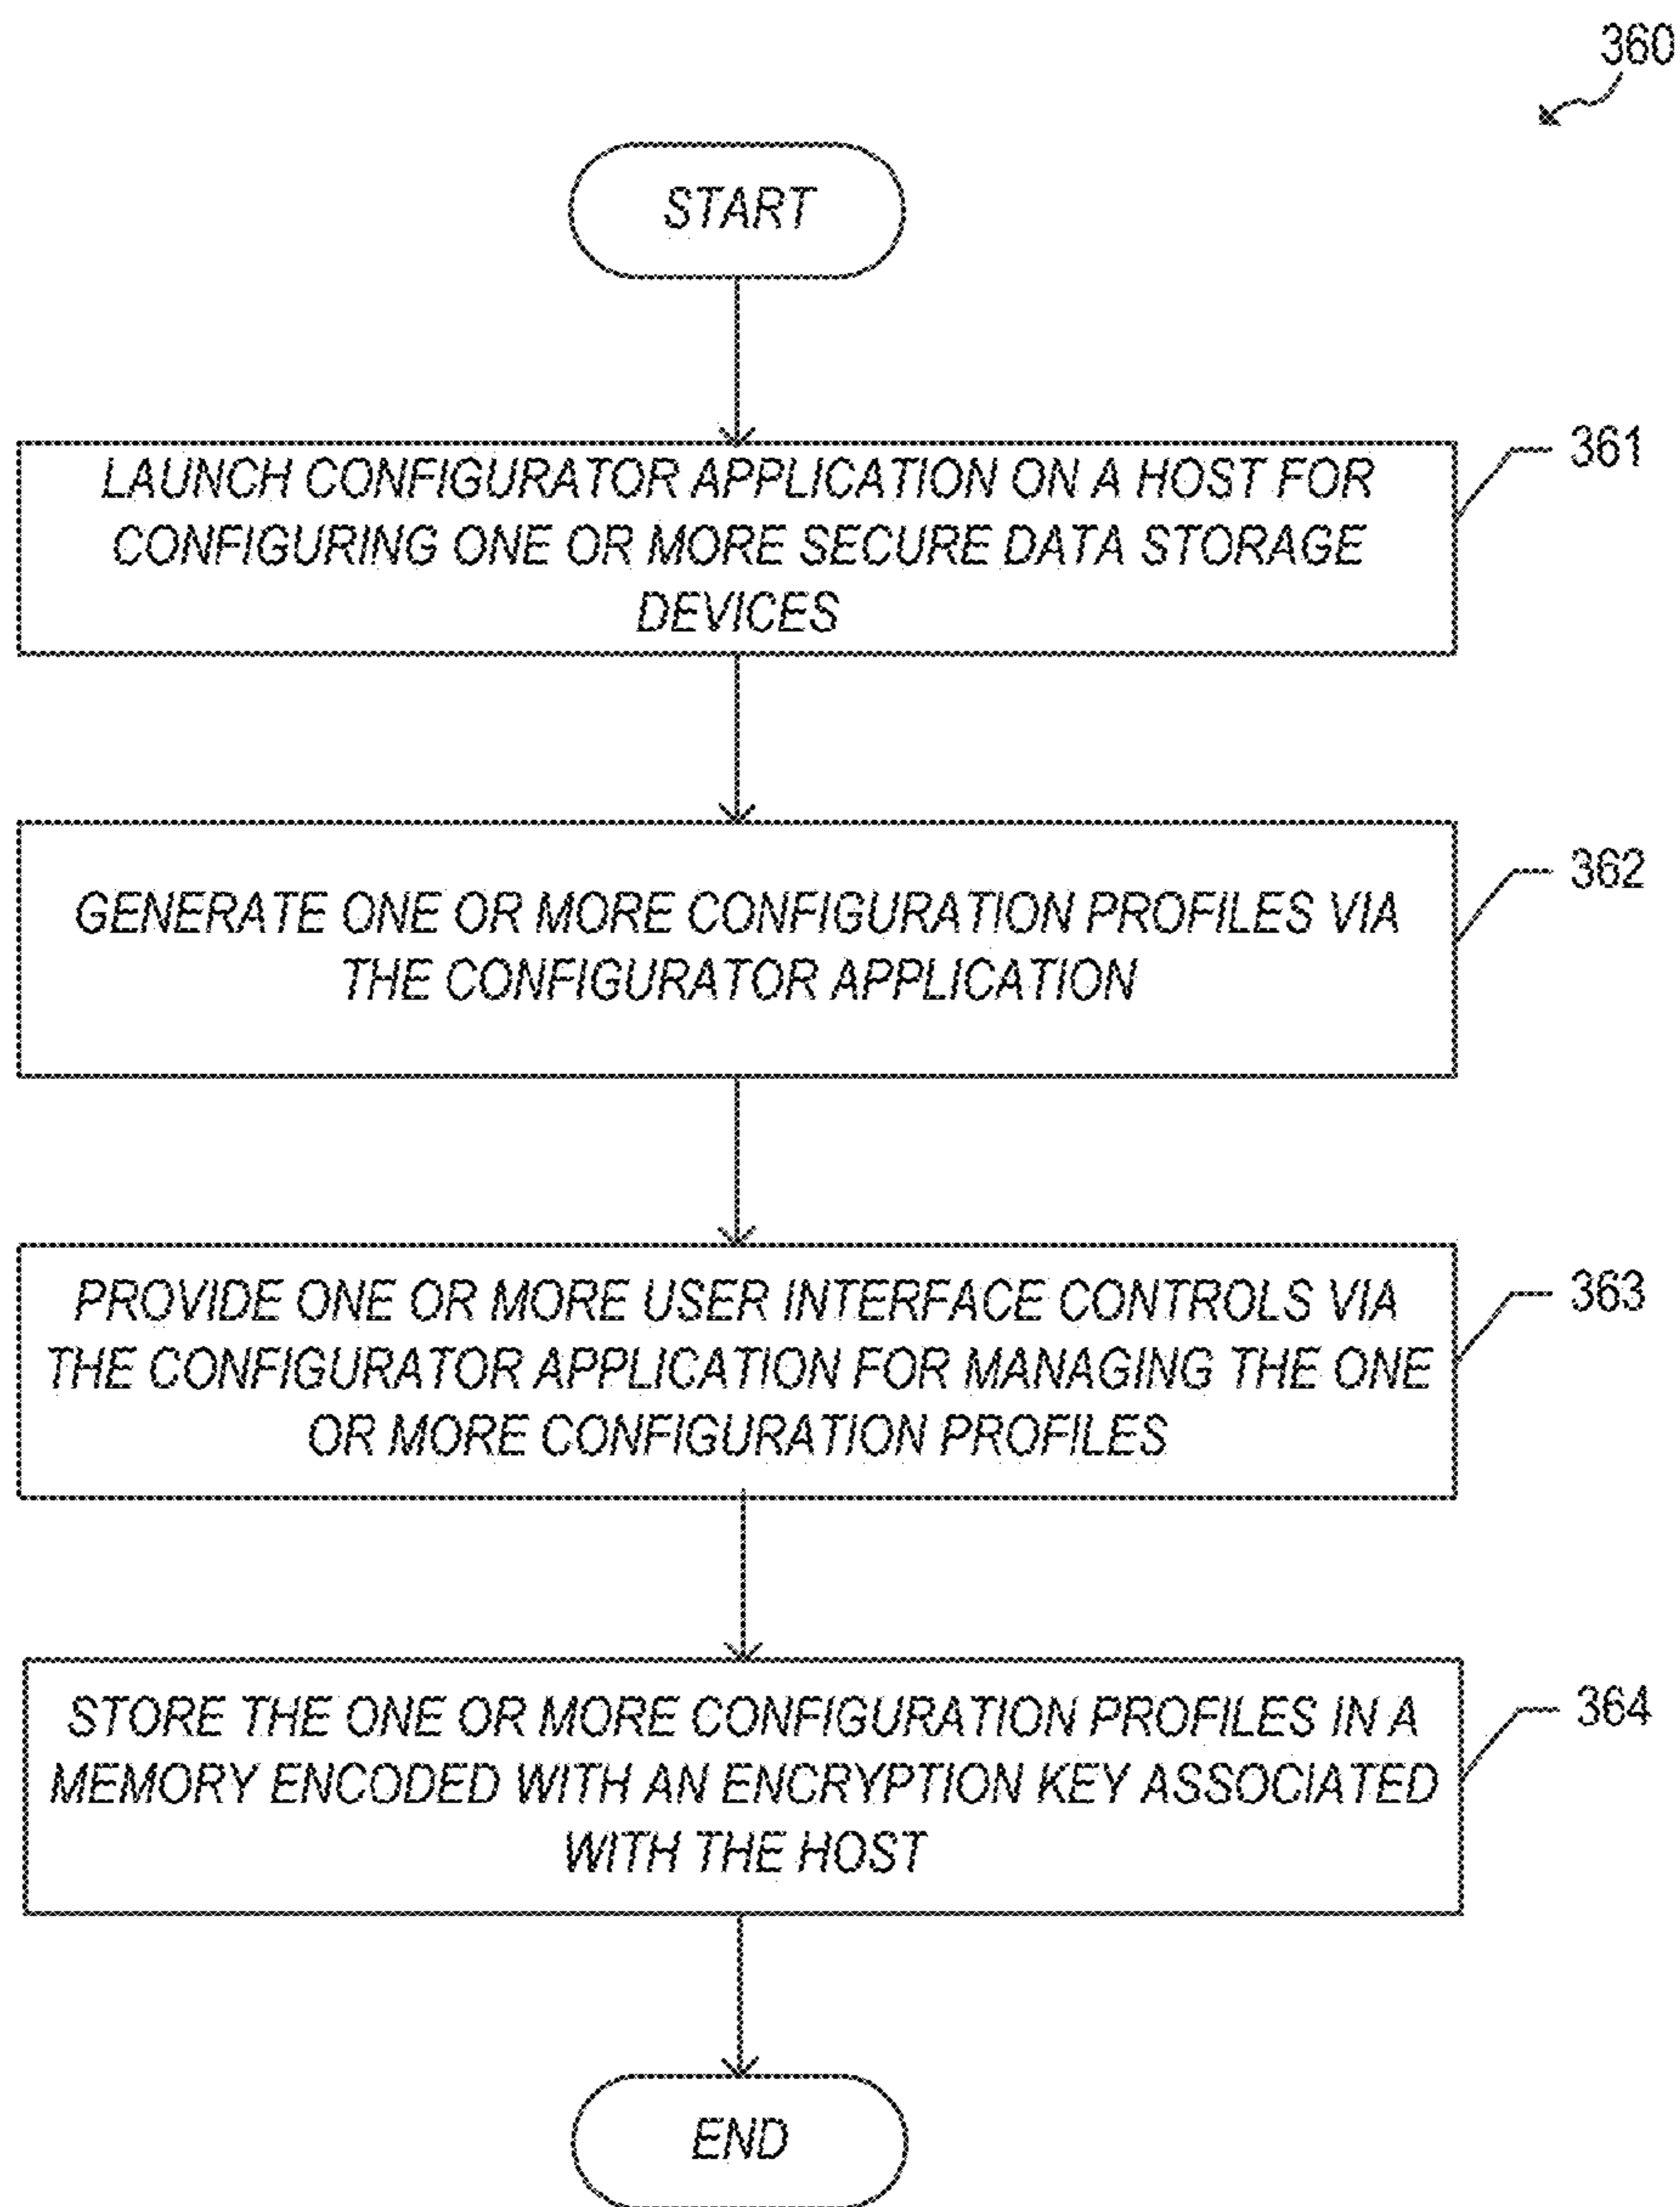 360
START
LAUNCH CONFIGURATOR APPLICATION ON A HOST FOR
CONFIGURING ONE OR MORE SECURE DATA STORAGE
DEVICES
361
GENERATE ONE OR MORE CONFIGURATION PROFILES VIA
THE CONFIGURATOR APPLICATION
362
PROVIDE ONE OR MORE USER INTERFACE CONTROLS VIA
THE CONFIGURATOR APPLICATION FOR MANAGING THE ONE
OR MORE CONFIGURATION PROFILES
363
STORE THE ONE OR MORE CONFIGURATION PROFILES IN A
MEMORY ENCODED WITH AN ENCRYPTION KEY ASSOCIATED
WITH THE HOST
364
END